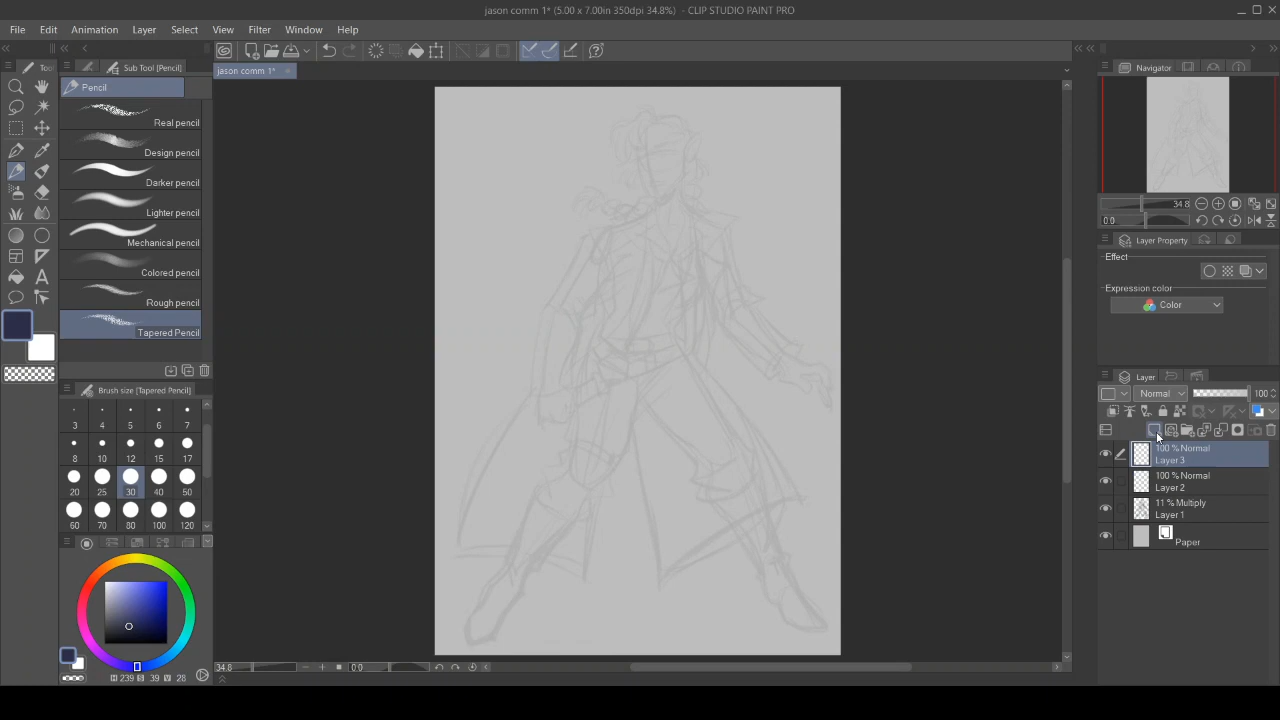 jason comm 1* (5.00 x 7.00in 350dpi 34.8%) - CLIP STUDIO PAINT PRO
File Edit Animation Layer Select View Filter Window Help
Too Sub Tool [Pencil]
jason comm 1*
Navigator
Pencil
Real pencil
Design pencil
Darker pencil
Lighter pencil
Mechanical pencil
Colored pencil
Rough pencil
Tapered Pencil
Brush size [Tapered Pencil]
3 4 5 6 7
8 10 12 15 17
20 25 30 40 50
60 70 80 100 120
H 239 S 39 V 28
34.8 0.0
34.8
0.0
Layer Property
Effect
Expression color
Color
Layer
Normal 100
100 % Normal
Layer 3
100 % Normal
Layer 2
11 % Multiply
Layer 1
Paper